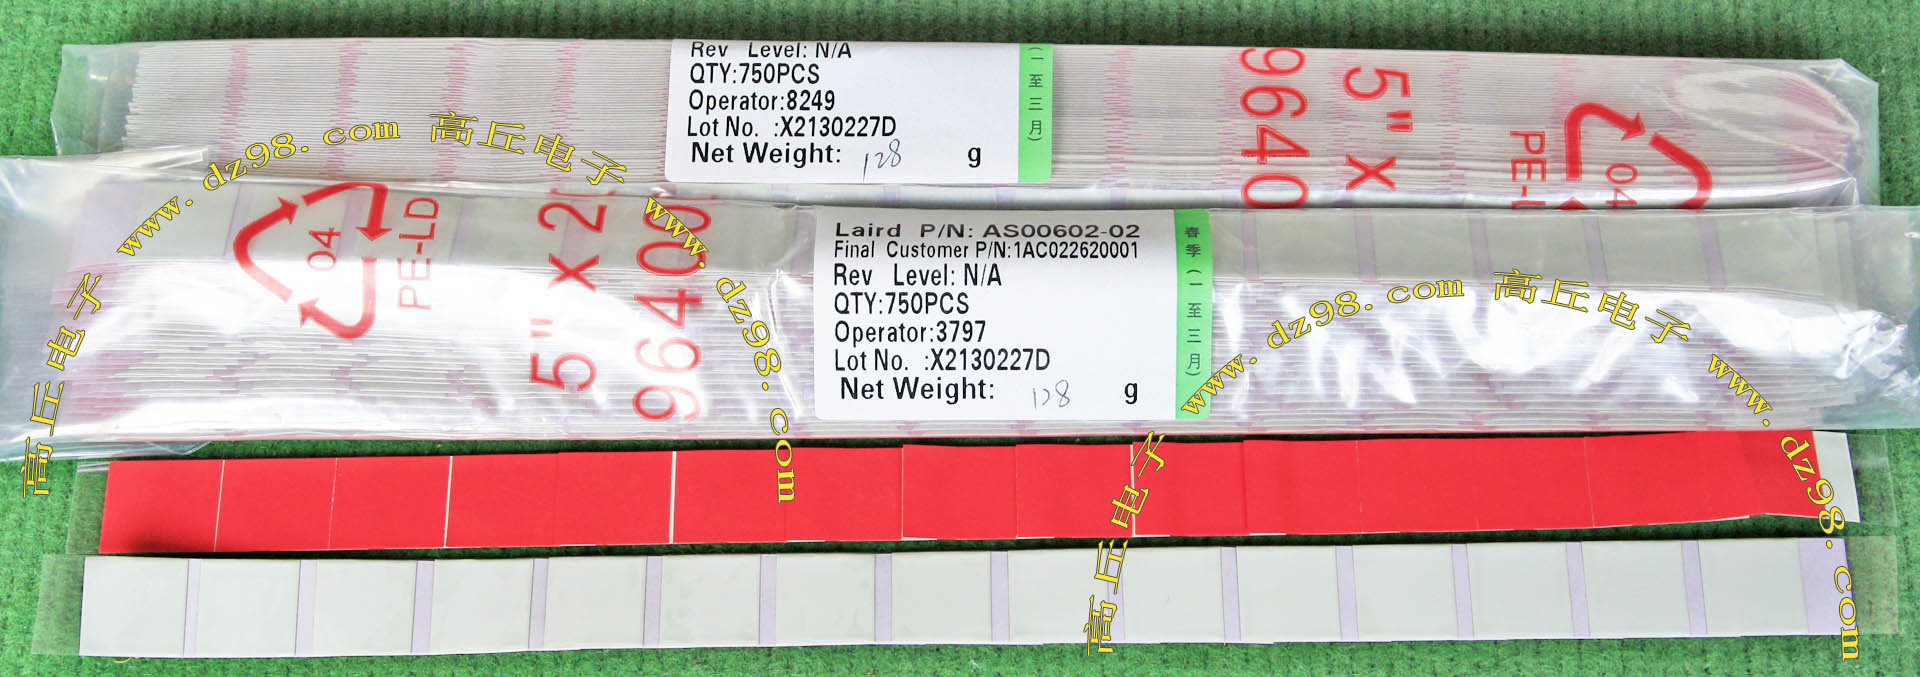 Rev Level: N/A
QTY:750PCS
Operator:8249
Lot No. :X2130227D
Net Weight: 128 g
(一至三月)
9640
5" X
PE-L
04
Laird P/N: AS00602-02
Final Customer P/N:1AC022620001
Rev Level: N/A
QTY:750PCS
Operator:3797
Lot No. :X2130227D
Net Weight: 128 g
春季(一至三月)
04
PE-LD
5" X 2
96400
www.dz98.com 高丘电子
www.dz98.com
高丘电子
www.dz98.com 高丘电子
www.dz98.com
高丘电子